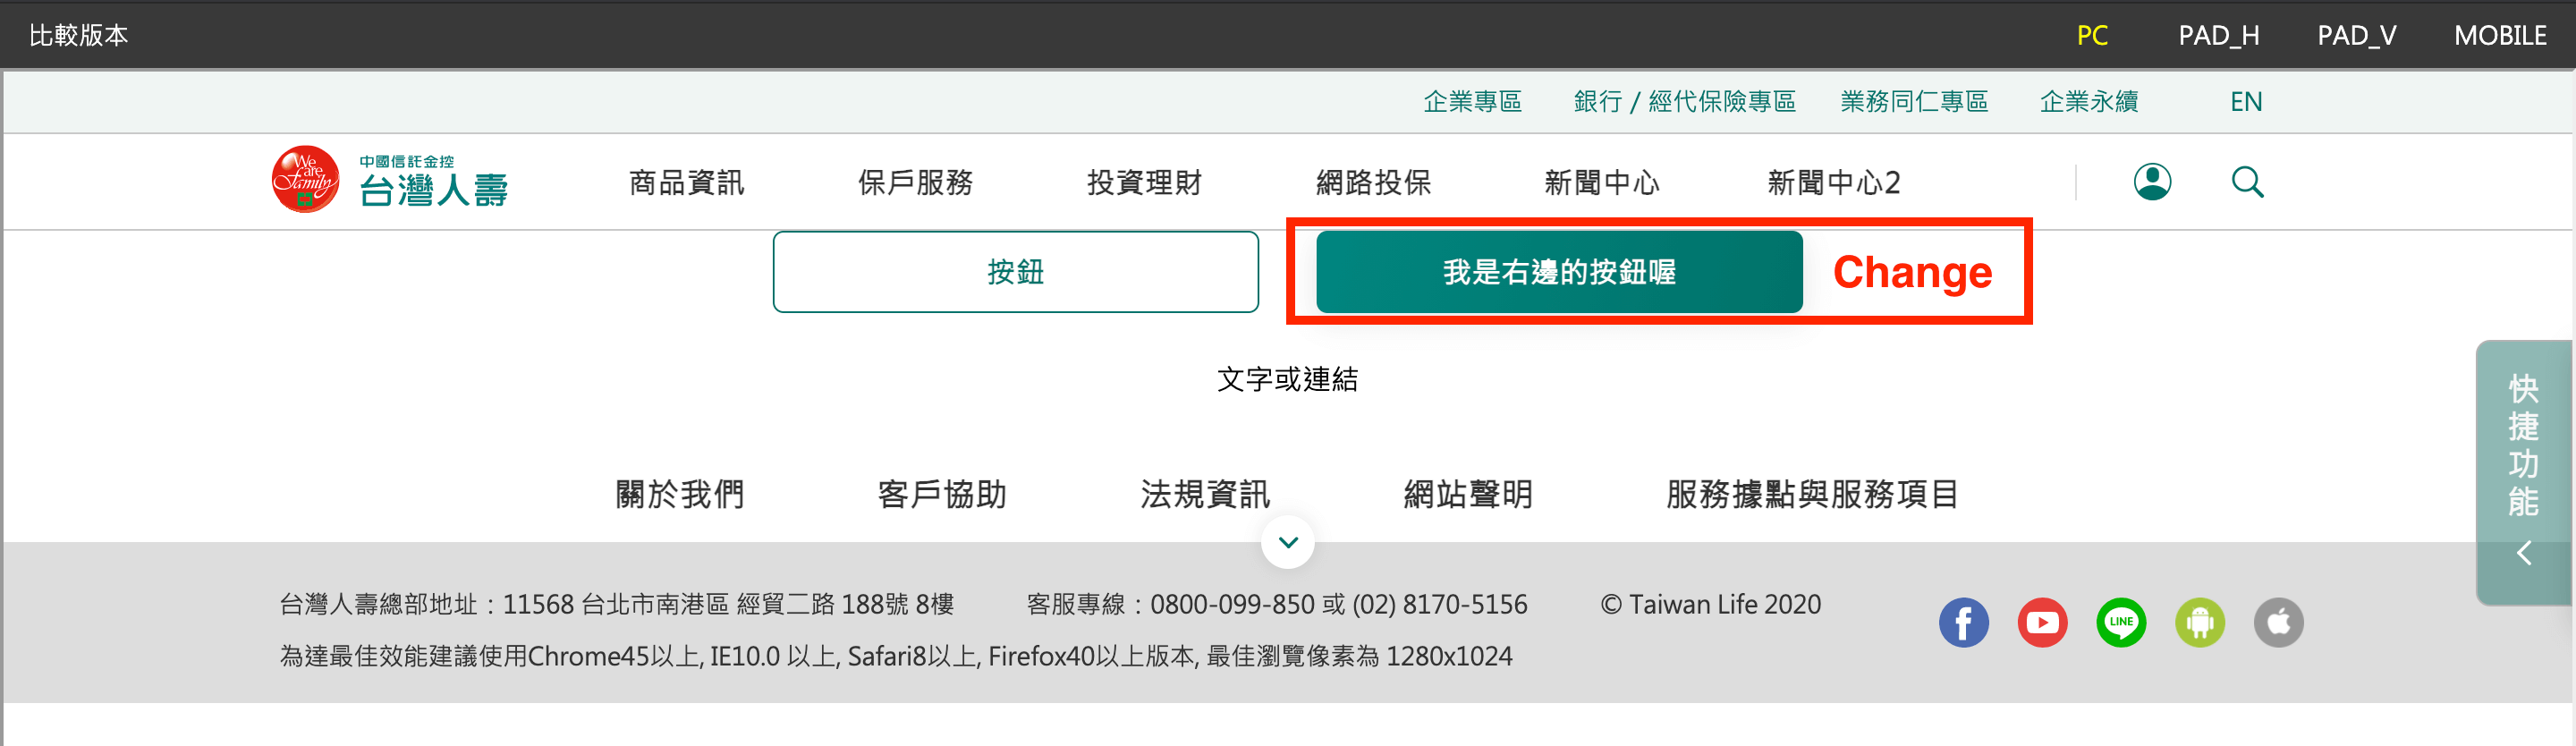 比較版本 PC PAD_H PAD_V MOBILE
企業專區 銀行 / 經代保險專區 業務同仁專區 企業永續 EN
We are Family
中國信託金控
台灣人壽 商品資訊 保戶服務 投資理財 網路投保 新聞中心 新聞中心2
按鈕 我是右邊的按鈕喔 Change
文字或連結
快捷功能
關於我們 客戶協助 法規資訊 網站聲明 服務據點與服務項目
台灣人壽總部地址：11568 台北市南港區 經貿二路 188號 8樓 客服專線：0800-099-850 或 (02) 8170-5156 © Taiwan Life 2020
LINE
為達最佳效能建議使用Chrome45以上, IE10.0 以上, Safari8以上, Firefox40以上版本, 最佳瀏覽像素為 1280x1024